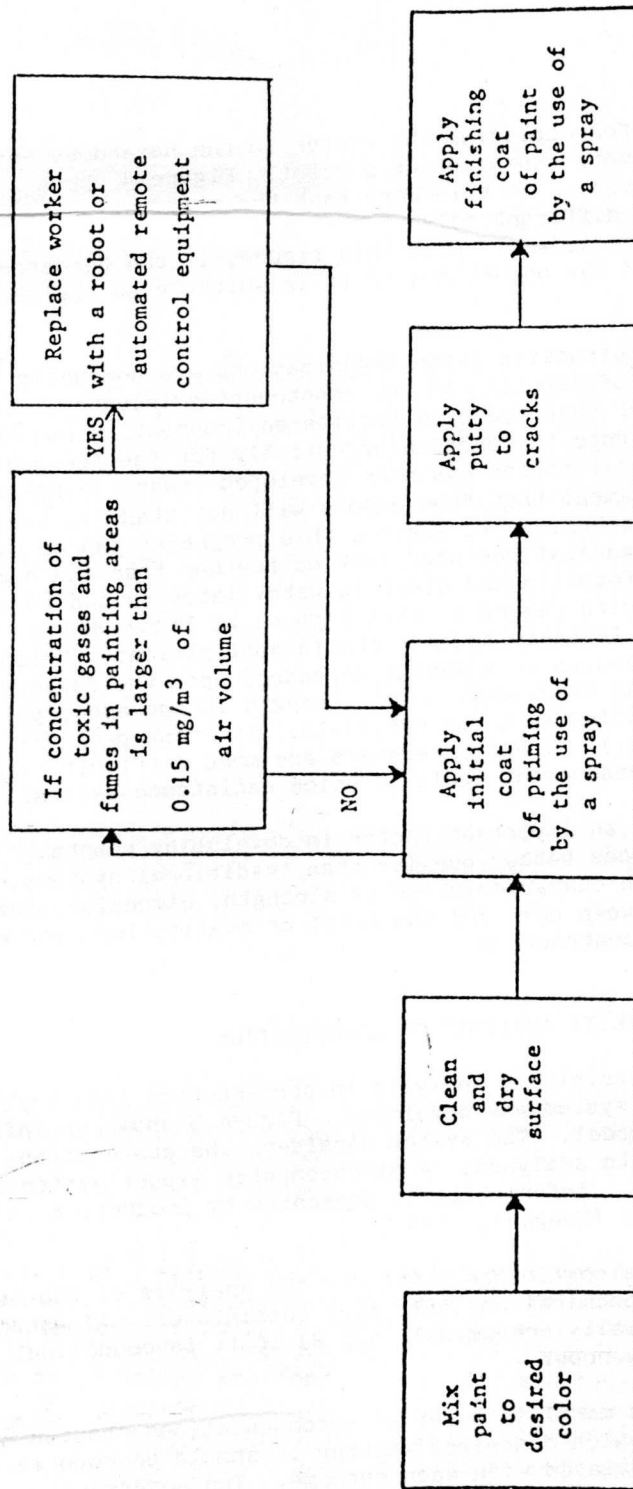 Mix
paint
to
desired
color
Clean
and
dry
surface
Apply
initial
coat
of priming
by the use of
a spray
If concentration of
toxic gases and
fumes in painting areas
is larger than
0.15 mg/m³ of
air volume
YES
NO
Replace worker
with a robot or
automated remote
control equipment
Apply
putty
to
cracks
Apply
finishing
coat
of paint
by the use of
a spray